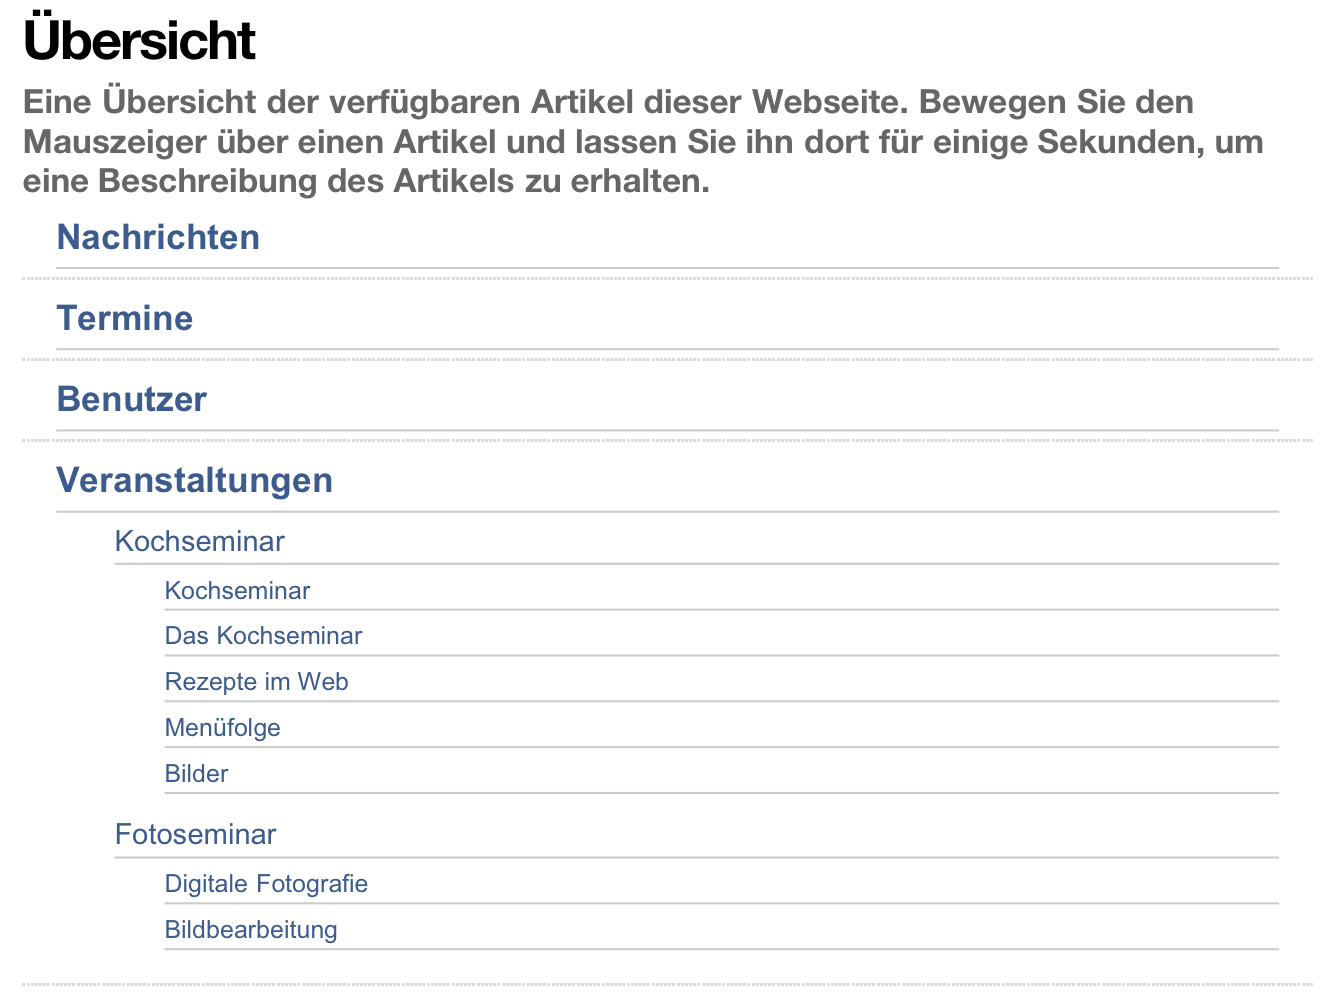 Übersicht
Eine Übersicht der verfügbaren Artikel dieser Webseite. Bewegen Sie den
Mauszeiger über einen Artikel und lassen Sie ihn dort für einige Sekunden, um
eine Beschreibung des Artikels zu erhalten.
Nachrichten
Termine
Benutzer
Veranstaltungen
Kochseminar
Kochseminar
Das Kochseminar
Rezepte im Web
Menüfolge
Bilder
Fotoseminar
Digitale Fotografie
Bildbearbeitung